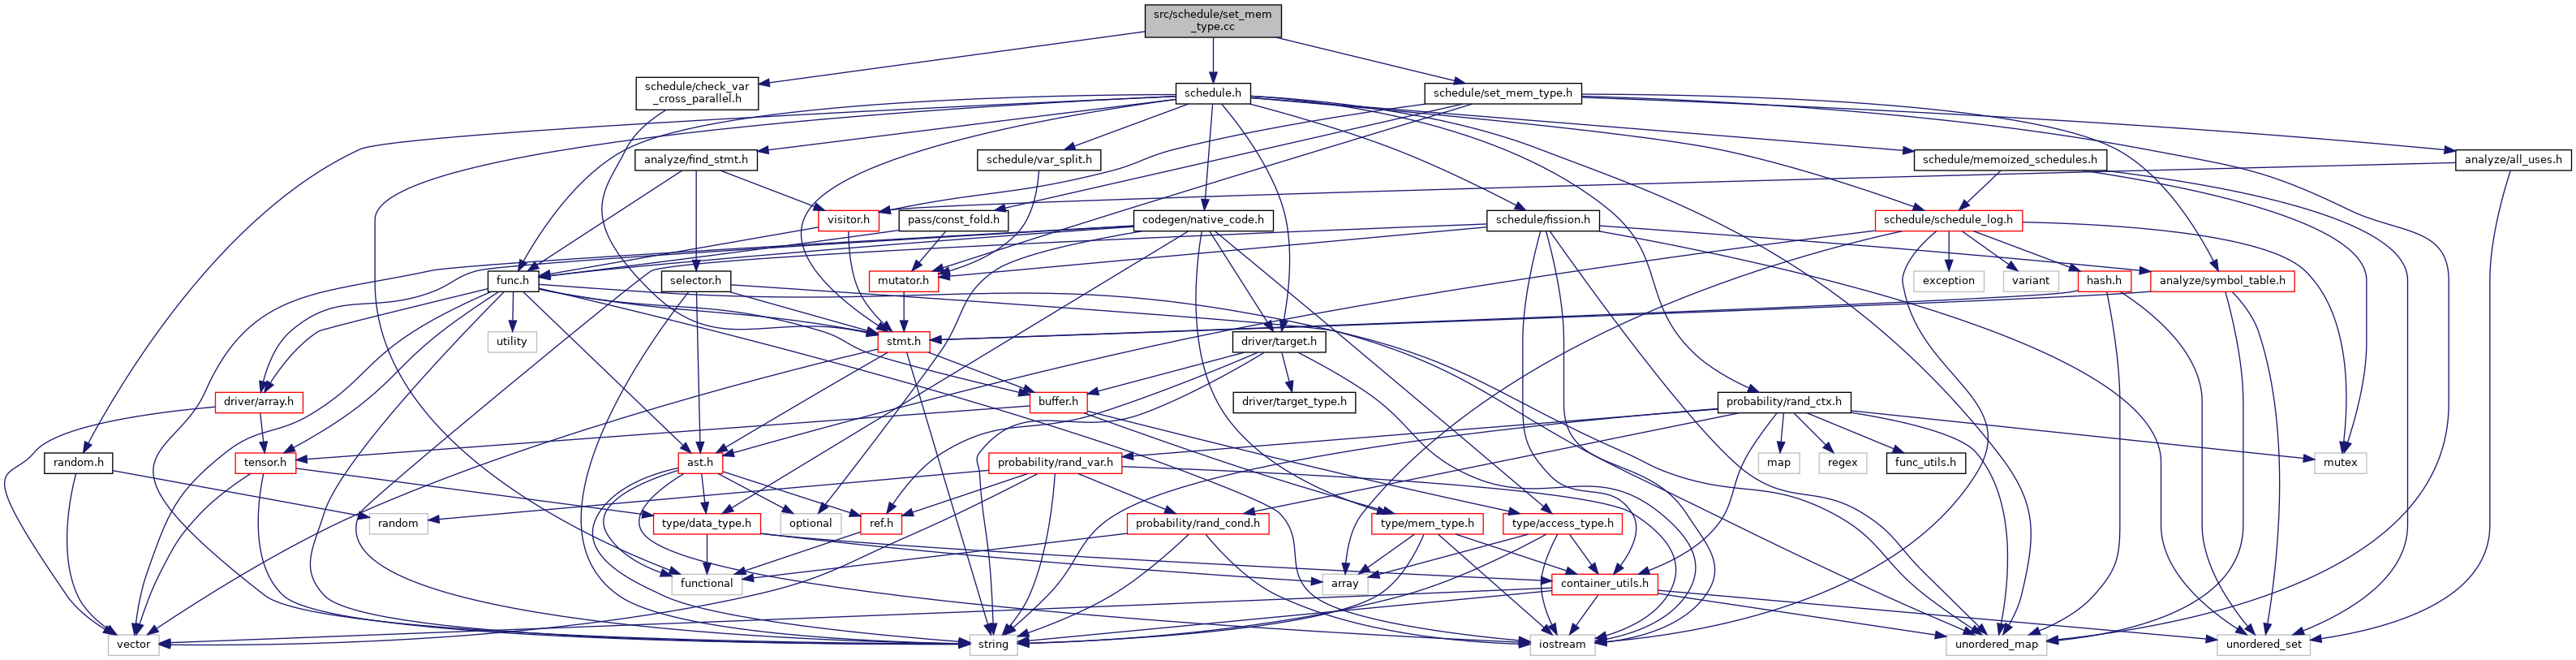 src/schedule/set_mem
_type.cc
schedule/check_var
_cross_parallel.h
schedule.h
schedule/set_mem_type.h
analyze/find_stmt.h
schedule/var_split.h
schedule/memoized_schedules.h
analyze/all_uses.h
visitor.h
pass/const_fold.h
codegen/native_code.h
schedule/fission.h
schedule/schedule_log.h
func.h
selector.h
mutator.h
exception
variant
hash.h
analyze/symbol_table.h
utility
stmt.h
driver/target.h
driver/array.h
buffer.h
driver/target_type.h
probability/rand_ctx.h
random.h
tensor.h
ast.h
probability/rand_var.h
map
regex
func_utils.h
mutex
random
type/data_type.h
optional
ref.h
probability/rand_cond.h
type/mem_type.h
type/access_type.h
functional
array
container_utils.h
vector
string
iostream
unordered_map
unordered_set